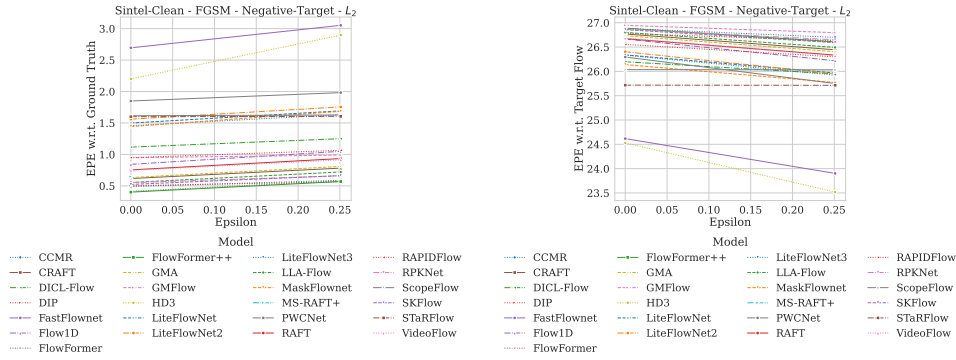 Sintel-Clean - FGSM - Negative-Target - L2
EPE w.r.t. Ground Truth
3.0
2.5
2.0
1.5
1.0
0.5
0.00 0.05 0.10 0.15 0.20 0.25
Epsilon
Model
CCMR FlowFormer++ LiteFlowNet3 RAPIDFlow
CRAFT GMA LLA-Flow RPKNet
DICL-Flow GMFlow MaskFlownet ScopeFlow
DIP HD3 MS-RAFT+ SKFlow
FastFlownet LiteFlowNet PWCNet STaRFlow
Flow1D LiteFlowNet2 RAFT VideoFlow
FlowFormer
Sintel-Clean - FGSM - Negative-Target - L2
EPE w.r.t. Target Flow
27.0
26.5
26.0
25.5
25.0
24.5
24.0
23.5
0.00 0.05 0.10 0.15 0.20 0.25
Epsilon
Model
CCMR FlowFormer++ LiteFlowNet3 RAPIDFlow
CRAFT GMA LLA-Flow RPKNet
DICL-Flow GMFlow MaskFlownet ScopeFlow
DIP HD3 MS-RAFT+ SKFlow
FastFlownet LiteFlowNet PWCNet STaRFlow
Flow1D LiteFlowNet2 RAFT VideoFlow
FlowFormer